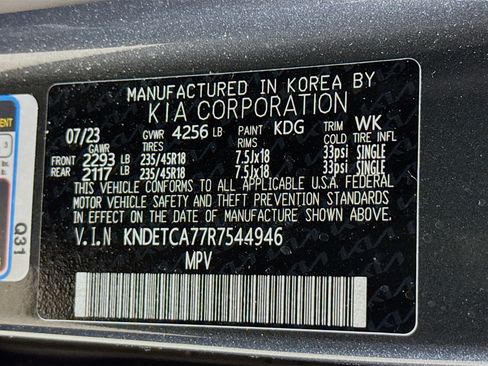 MANUFACTURED IN KOREA BY
KIA CORPORATION
07/23 GVWR 4256 LB PAINT KDG TRIM WK
GAWR TIRES RIMS COLD TIRE INFL
FRONT 2293 LB 235/45R18 7.5Jx18 33psi SINGLE
REAR 2117 LB 235/45R18 7.5Jx18 33psi SINGLE
THIS VEHICLE CONFORMS TO ALL APPLICABLE U.S.A. FEDERAL
MOTOR VEHICLE SAFETY AND THEFT PREVENTION STANDARDS
IN EFFECT ON THE DATE OF MANUFACTURE SHOWN ABOVE.
V.I.N KNDETCA77R7544946
MPV
Q31
3